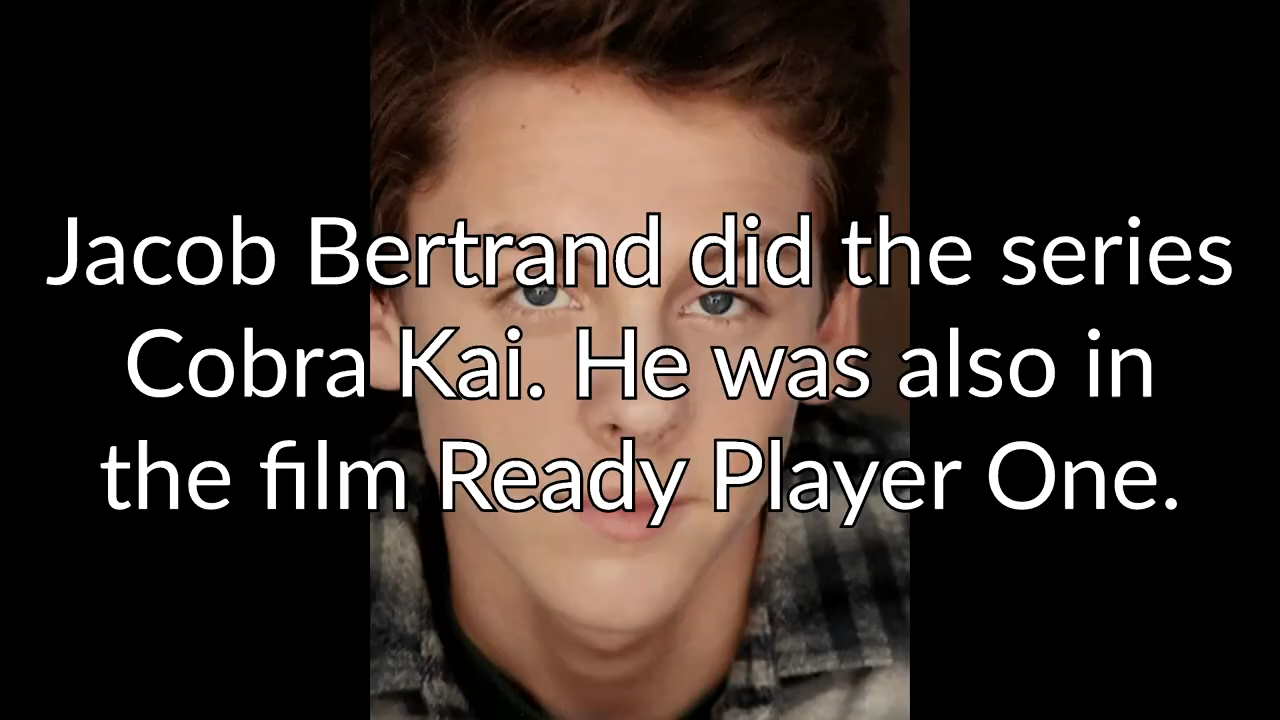 Jacob Bertrand did the series
Cobra Kai. He was also in
the film Ready Player One.